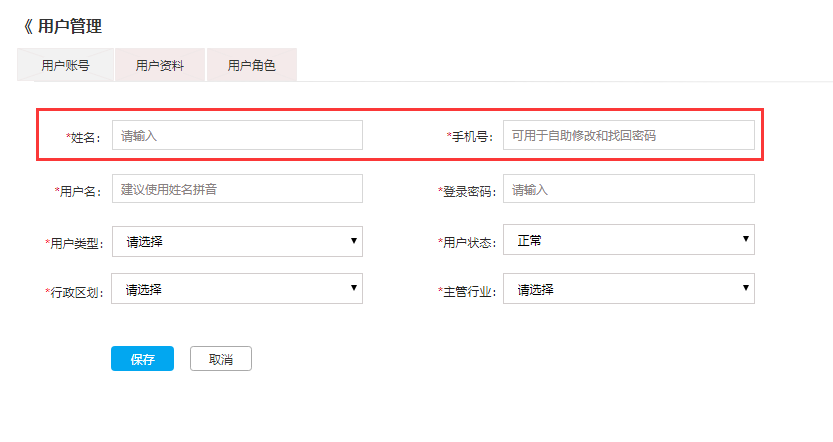 《 用户管理
用户账号 用户资料 用户角色
*姓名： 请输入 *手机号： 可用于自助修改和找回密码
*用户名： 建议使用姓名拼音 *登录密码： 请输入
*用户类型： 请选择 *用户状态： 正常
*行政区划： 请选择 *主管行业： 请选择
保存 取消